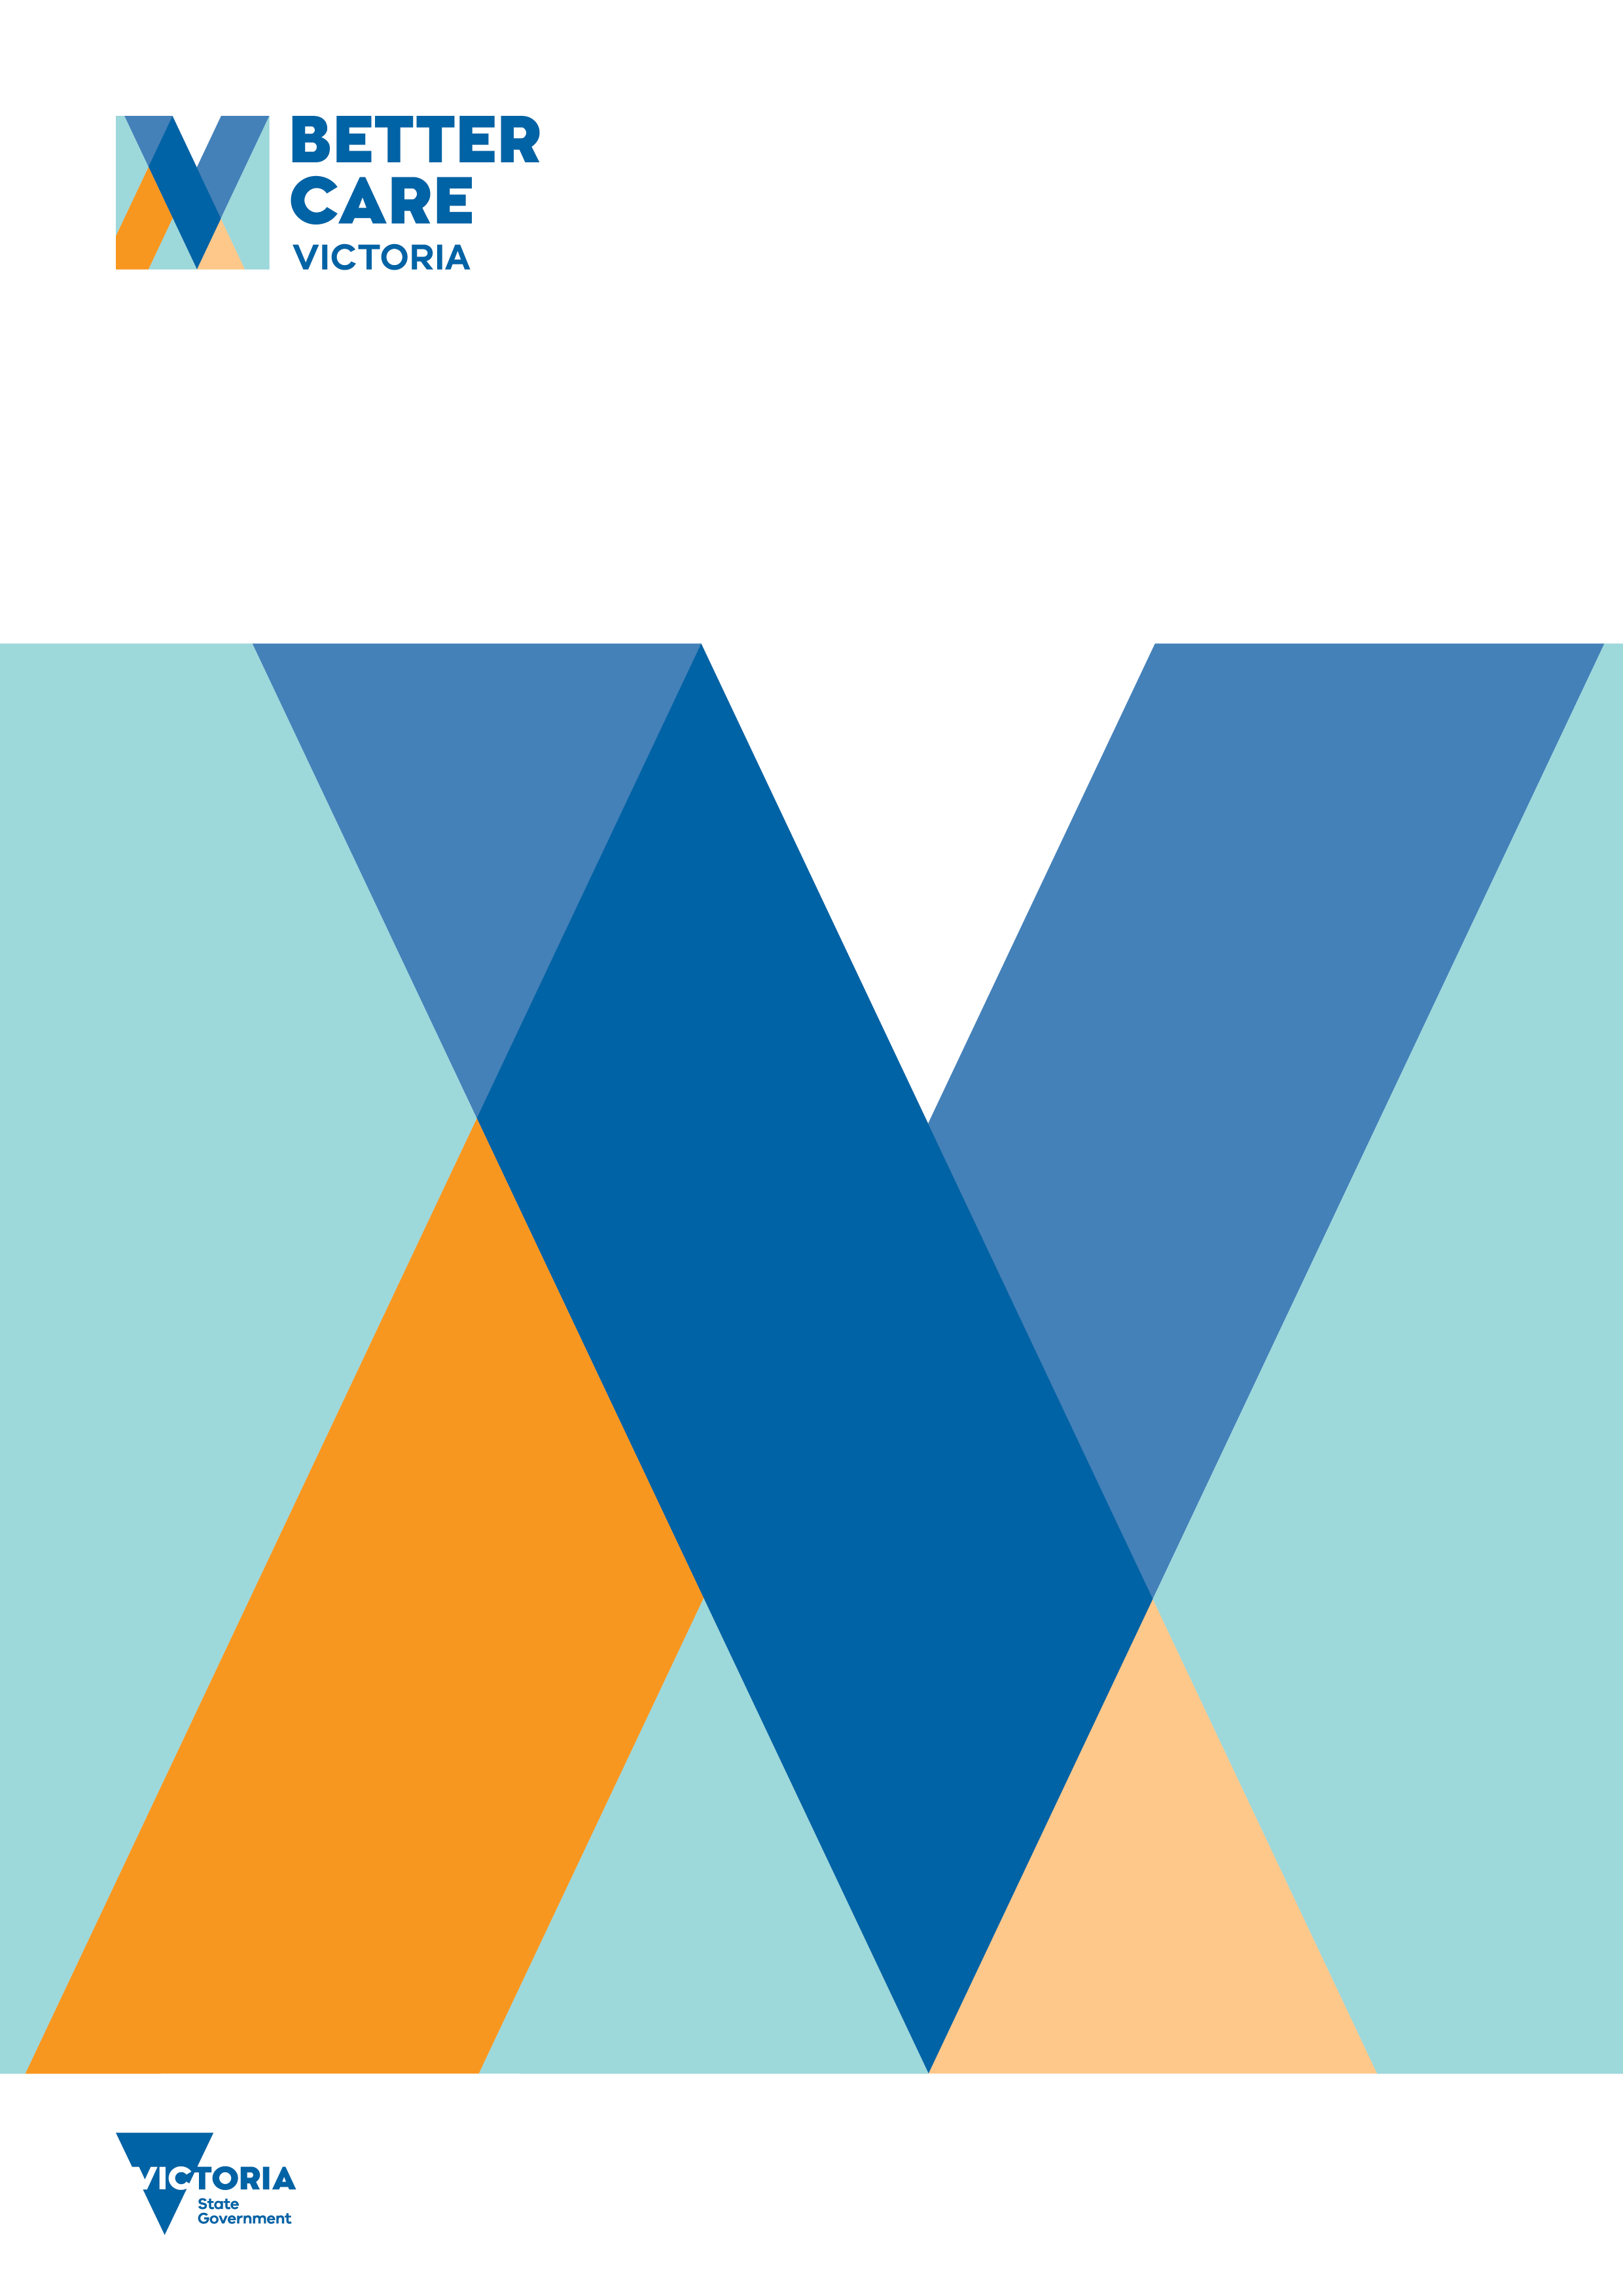 BETTER
CARE
VICTORIA
VICTORIA
State
Government